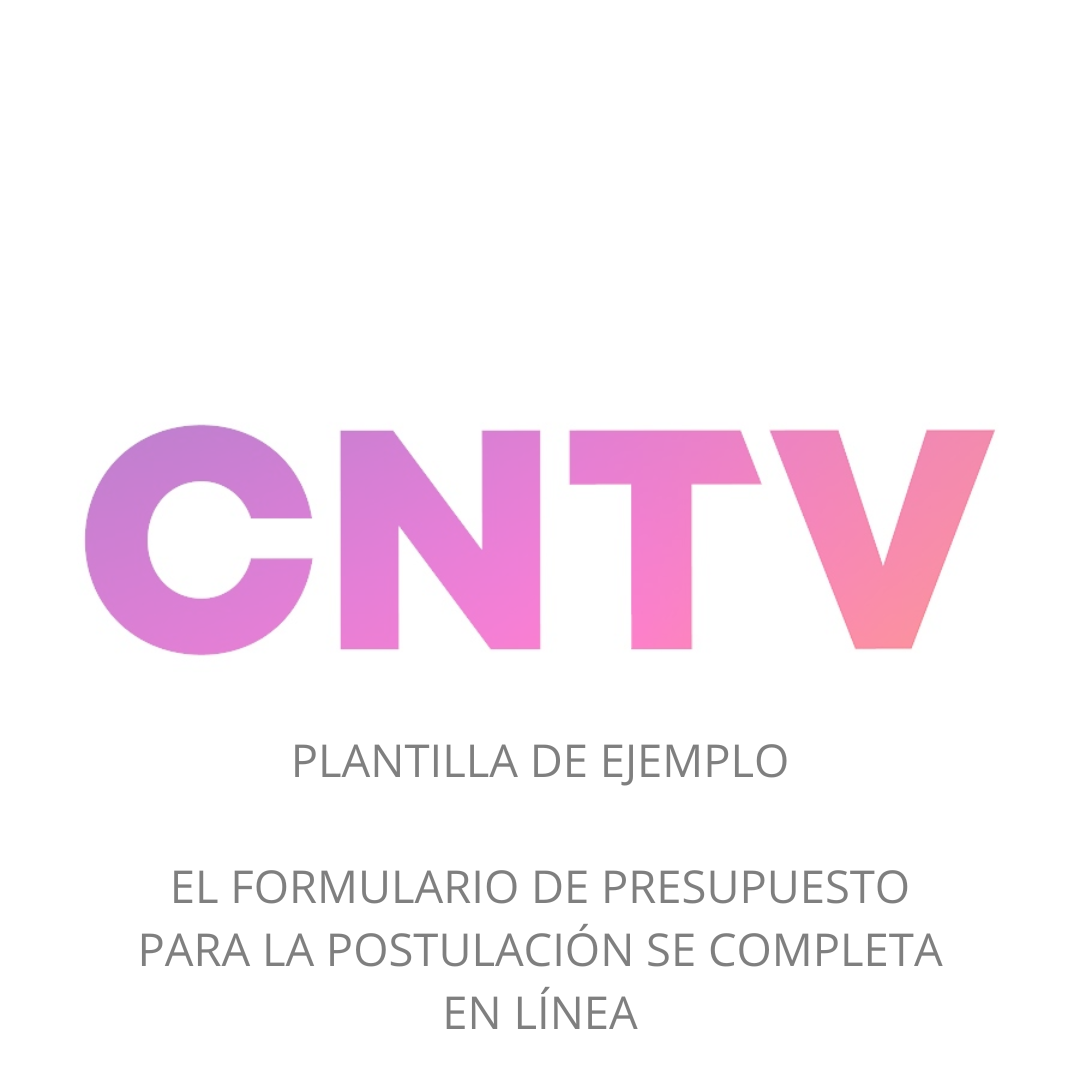 CNTV
PLANTILLA DE EJEMPLO
EL FORMULARIO DE PRESUPUESTO
PARA LA POSTULACIÓN SE COMPLETA
EN LÍNEA